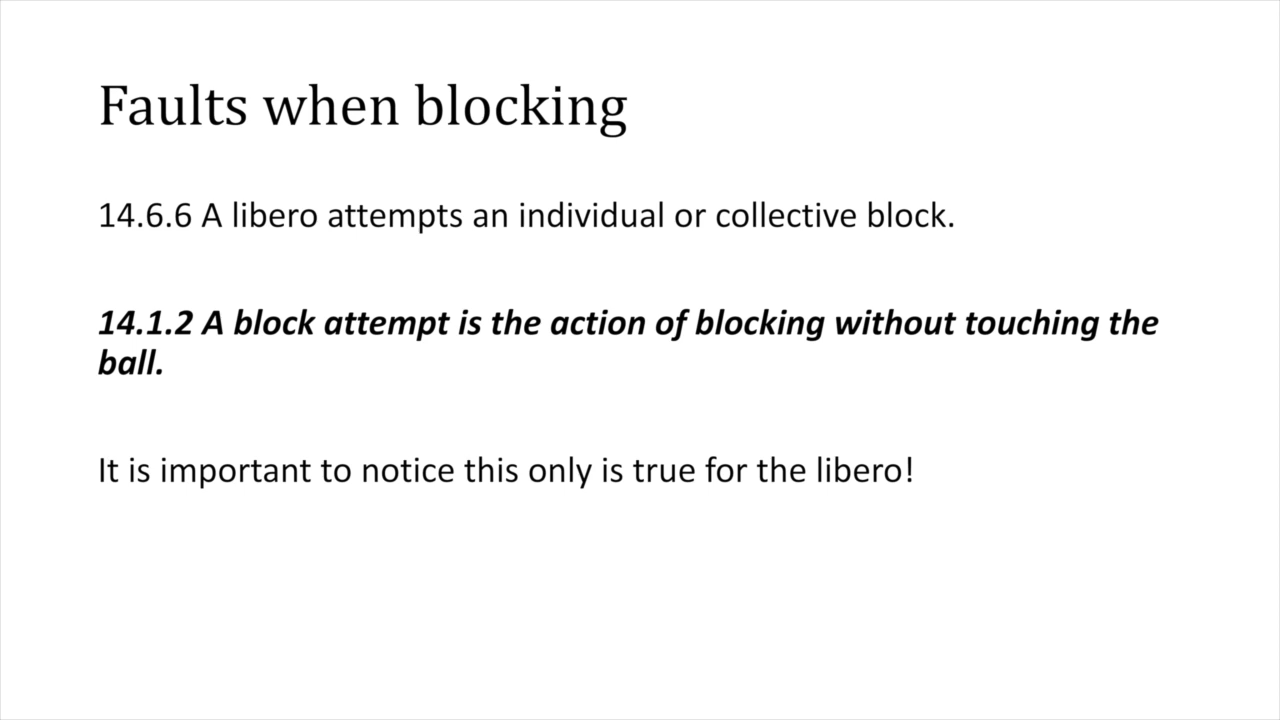 Faults when blocking
14.6.6 A libero attempts an individual or collective block.
14.1.2 A block attempt is the action of blocking without touching the
ball.
It is important to notice this only is true for the libero!